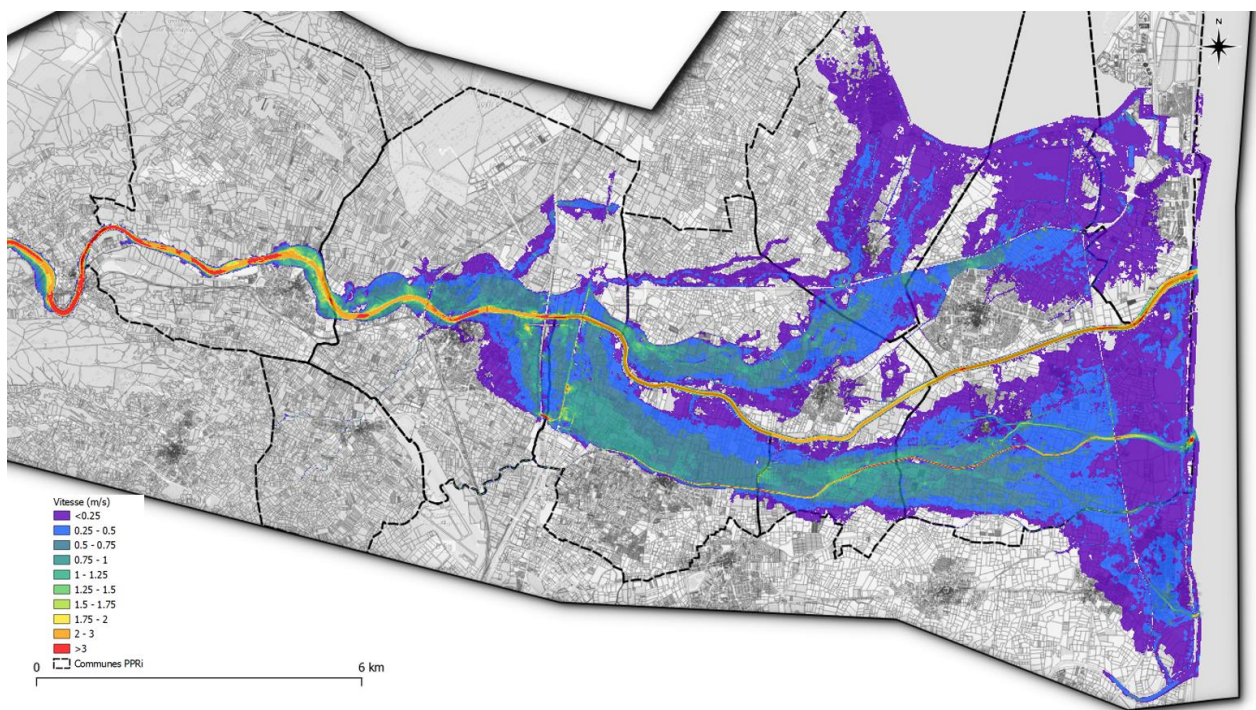 N
Vitesse (m/s)
<0.25
0.25 - 0.5
0.5 - 0.75
0.75 - 1
1 - 1.25
1.25 - 1.5
1.5 - 1.75
1.75 - 2
2 - 3
>3
Communes PPRi
0 6 km